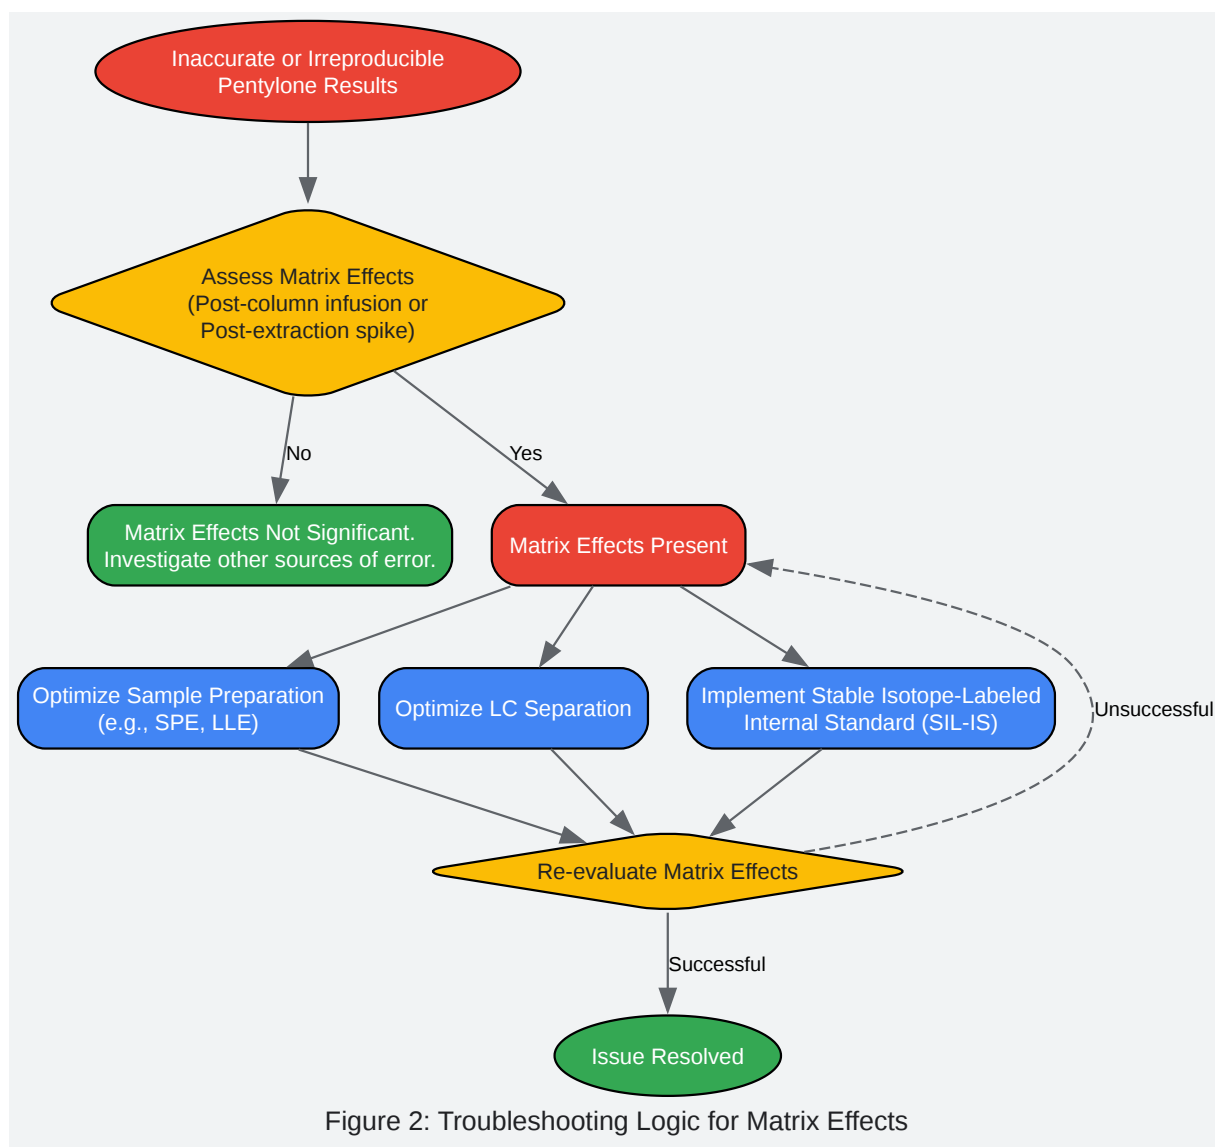 Inaccurate or Irreproducible
Pentylone Results
Assess Matrix Effects
(Post-column infusion or
Post-extraction spike)
No
Yes
Matrix Effects Not Significant.
Investigate other sources of error.
Matrix Effects Present
Optimize Sample Preparation
(e.g., SPE, LLE)
Optimize LC Separation
Implement Stable Isotope-Labeled
Internal Standard (SIL-IS)
Unsuccessful
Re-evaluate Matrix Effects
Successful
Issue Resolved
Figure 2: Troubleshooting Logic for Matrix Effects